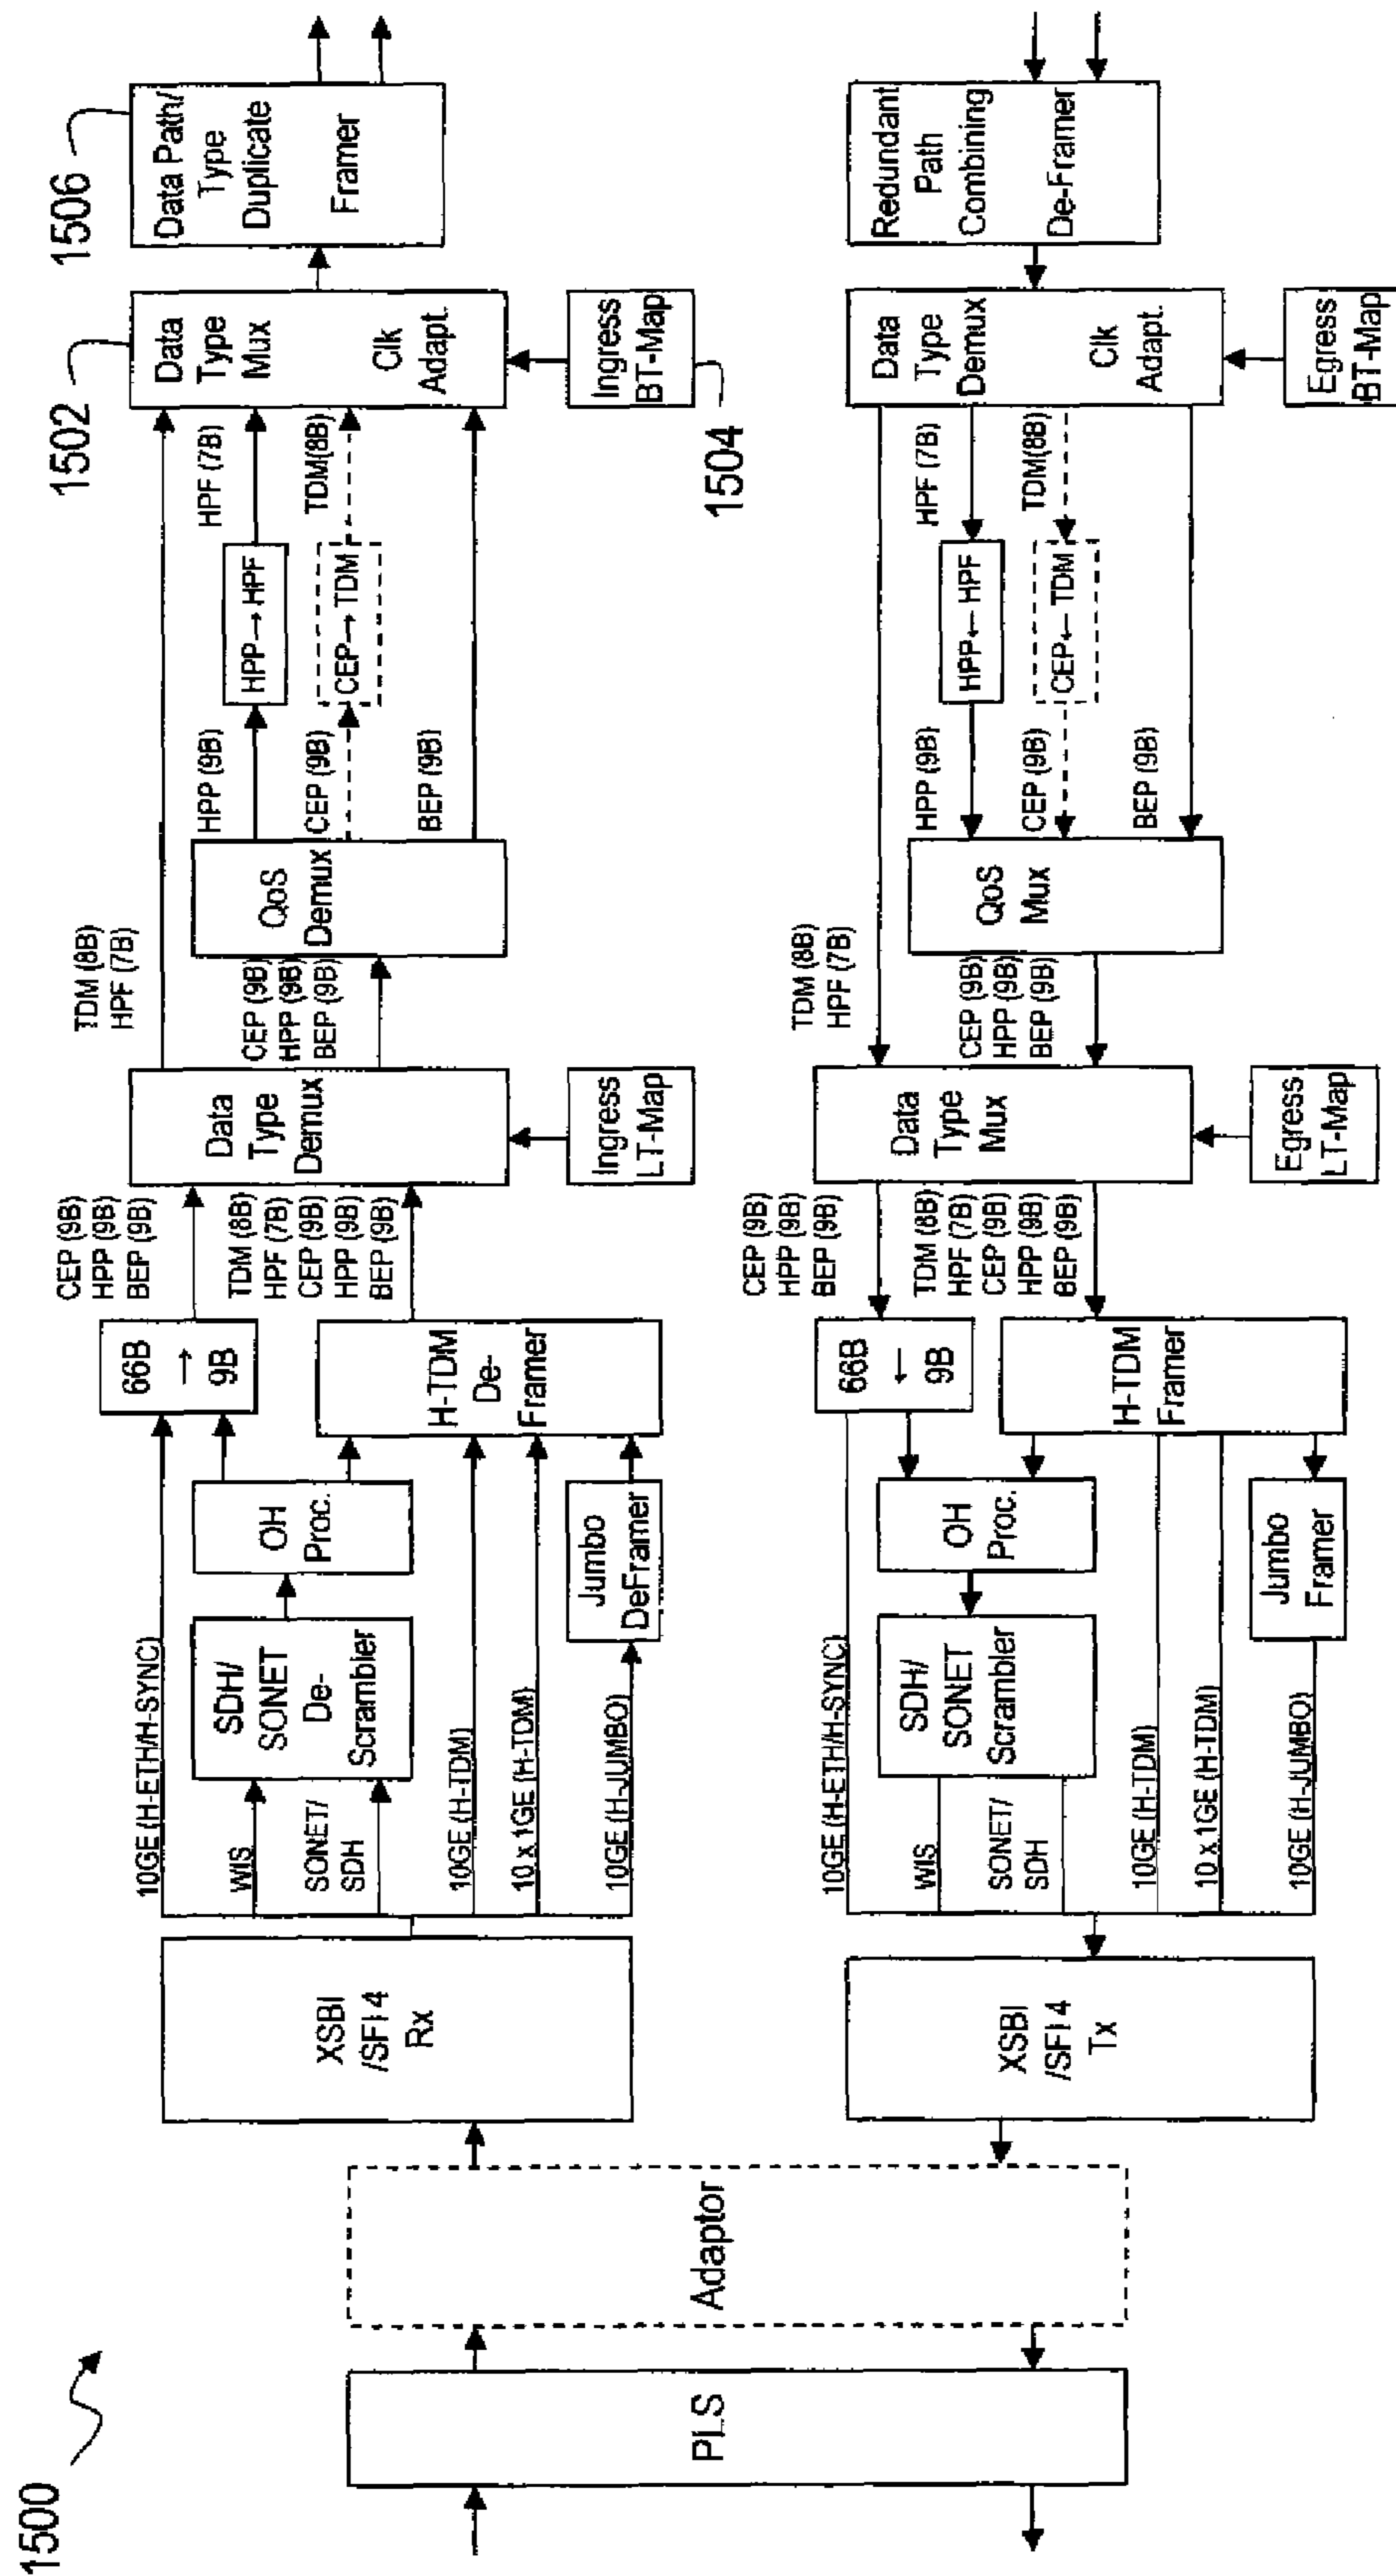 1500
PLS
Adaptor
XSBI
/SFI 4
Rx
10GE (H-ETH/H-SYNC)
WIS
SONET/
SDH
10GE (H-TDM)
10 x 1GE (H-TDM)
10GE (H-JUMBO)
SDH/
SONET
De-
Scrambler
OH
Proc.
Jumbo
DeFramer
66B
→
9B
H-TDM
De-
Framer
CEP (9B)
HPP (9B)
BEP (9B)
TDM (8B)
HPF (7B)
CEP (9B)
HPP (9B)
BEP (9B)
Data
Type
Demux
Ingress
LT-Map
TDM (8B)
HPF (7B)
CEP (9B)
HPP (9B)
BEP (9B)
QoS
Demux
HPP (9B)
CEP (9B)
BEP (9B)
HPP→HPF
CEP→TDM
HPF (7B)
TDM(8B)
1502
Data
Type
Mux
Clk
Adapt.
Ingress
BT-Map
1504
1506
Data Path/
Type
Duplicate
Framer
XSBI
/SFI 4
Tx
10GE (H-ETH/H-SYNC)
WIS
SONET/
SDH
10GE (H-TDM)
10 x 1GE (H-TDM)
10GE (H-JUMBO)
SDH/
SONET
Scrambler
OH
Proc.
Jumbo
Framer
66B
←
9B
H-TDM
Framer
CEP (9B)
HPP (9B)
BEP (9B)
TDM (8B)
HPF (7B)
CEP (9B)
HPP (9B)
BEP (9B)
Data
Type
Mux
Egress
LT-Map
TDM (8B)
HPF (7B)
CEP (9B)
HPP (9B)
BEP (9B)
QoS
Mux
HPP (9B)
CEP (9B)
BEP (9B)
HPP←HPF
CEP←TDM
HPF (7B)
TDM(8B)
Data
Type
Demux
Clk
Adapt.
Egress
BT-Map
Redundant
Path
Combining
De-Framer